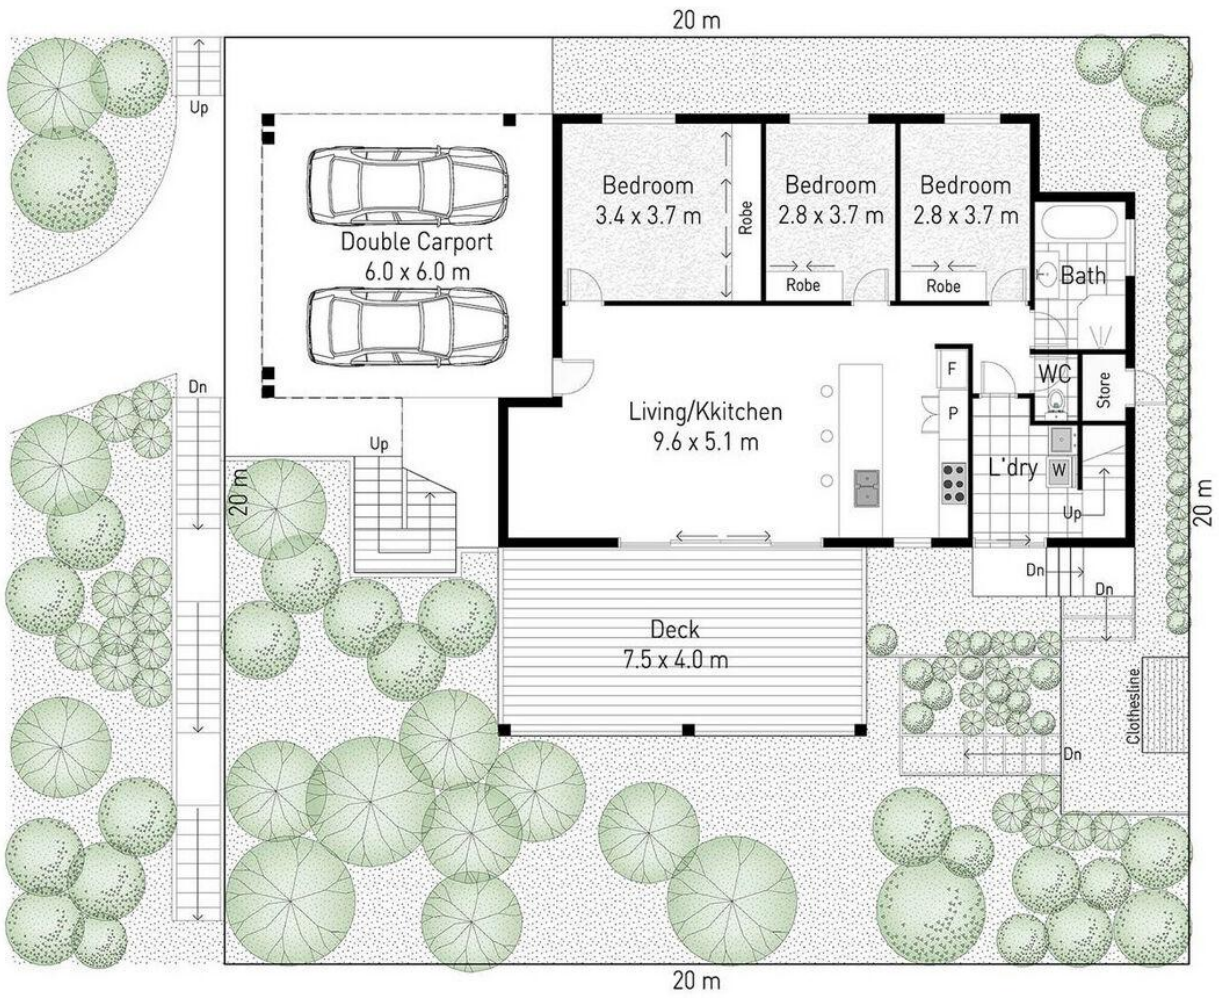 20 m
Up
Bedroom
3.4 x 3.7 m
Robe
Bedroom
2.8 x 3.7 m
Robe
Bedroom
2.8 x 3.7 m
Robe
Double Carport
6.0 x 6.0 m
Bath
Dn
Up
20 m
Living/Kkitchen
9.6 x 5.1 m
F
P
WC
Store
L'dry
W
Up
20 m
Dn
Dn
Deck
7.5 x 4.0 m
Clothesline
Dn
20 m